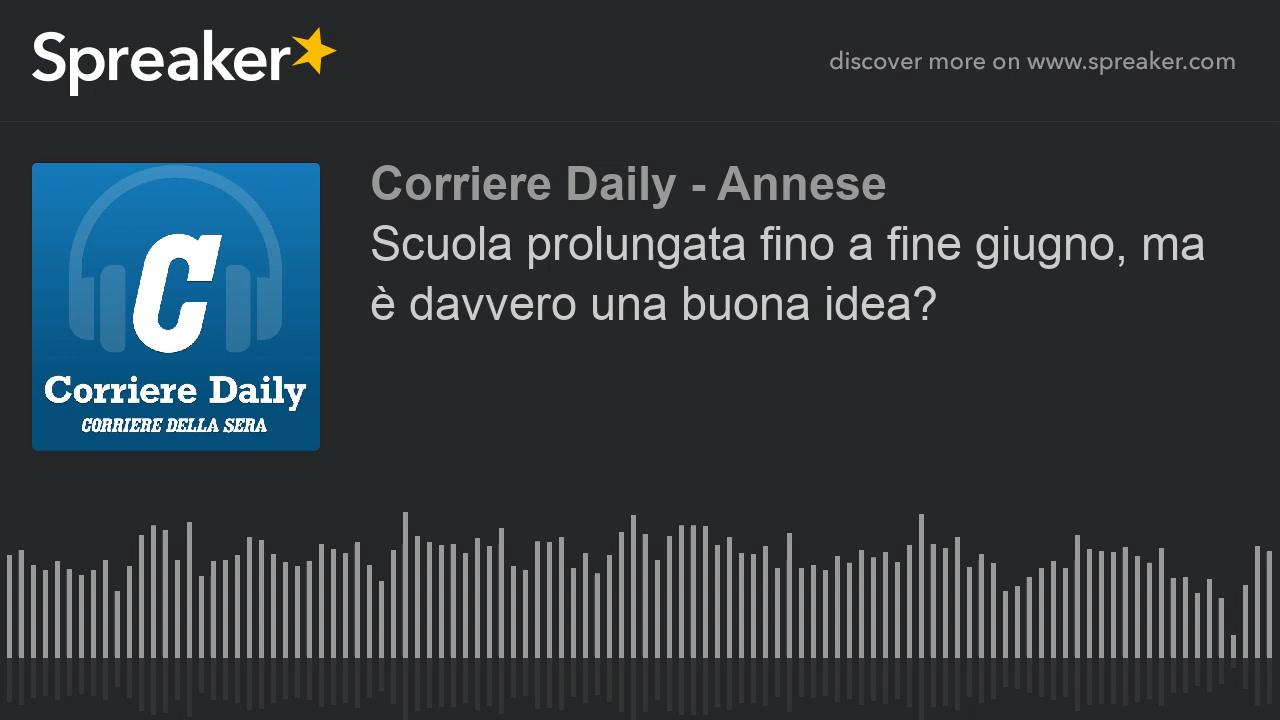 Spreaker
discover more on www.spreaker.com
Corriere Daily - Annese
Scuola prolungata fino a fine giugno, ma
è davvero una buona idea?
C
Corriere Daily
CORRIERE DELLA SERA